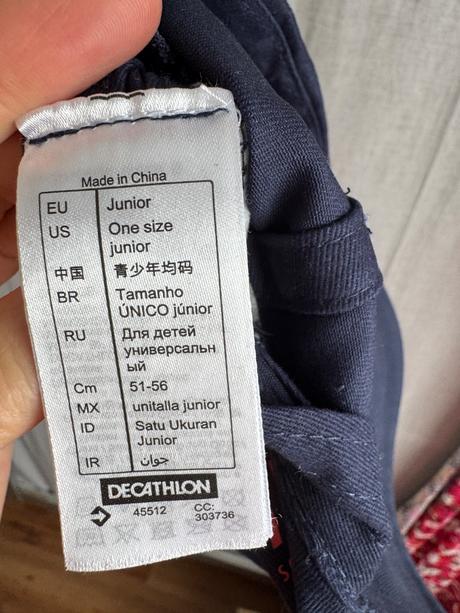 Made in China
EU Junior
US One size
junior
中国 青少年均码
BR Tamanho
ÚNICO júnior
RU Для детей
универсальн
ый
Cm 51-56
MX unitalla junior
ID Satu Ukuran
Junior
IR جوان
DECATHLON
45512 CC:
303736